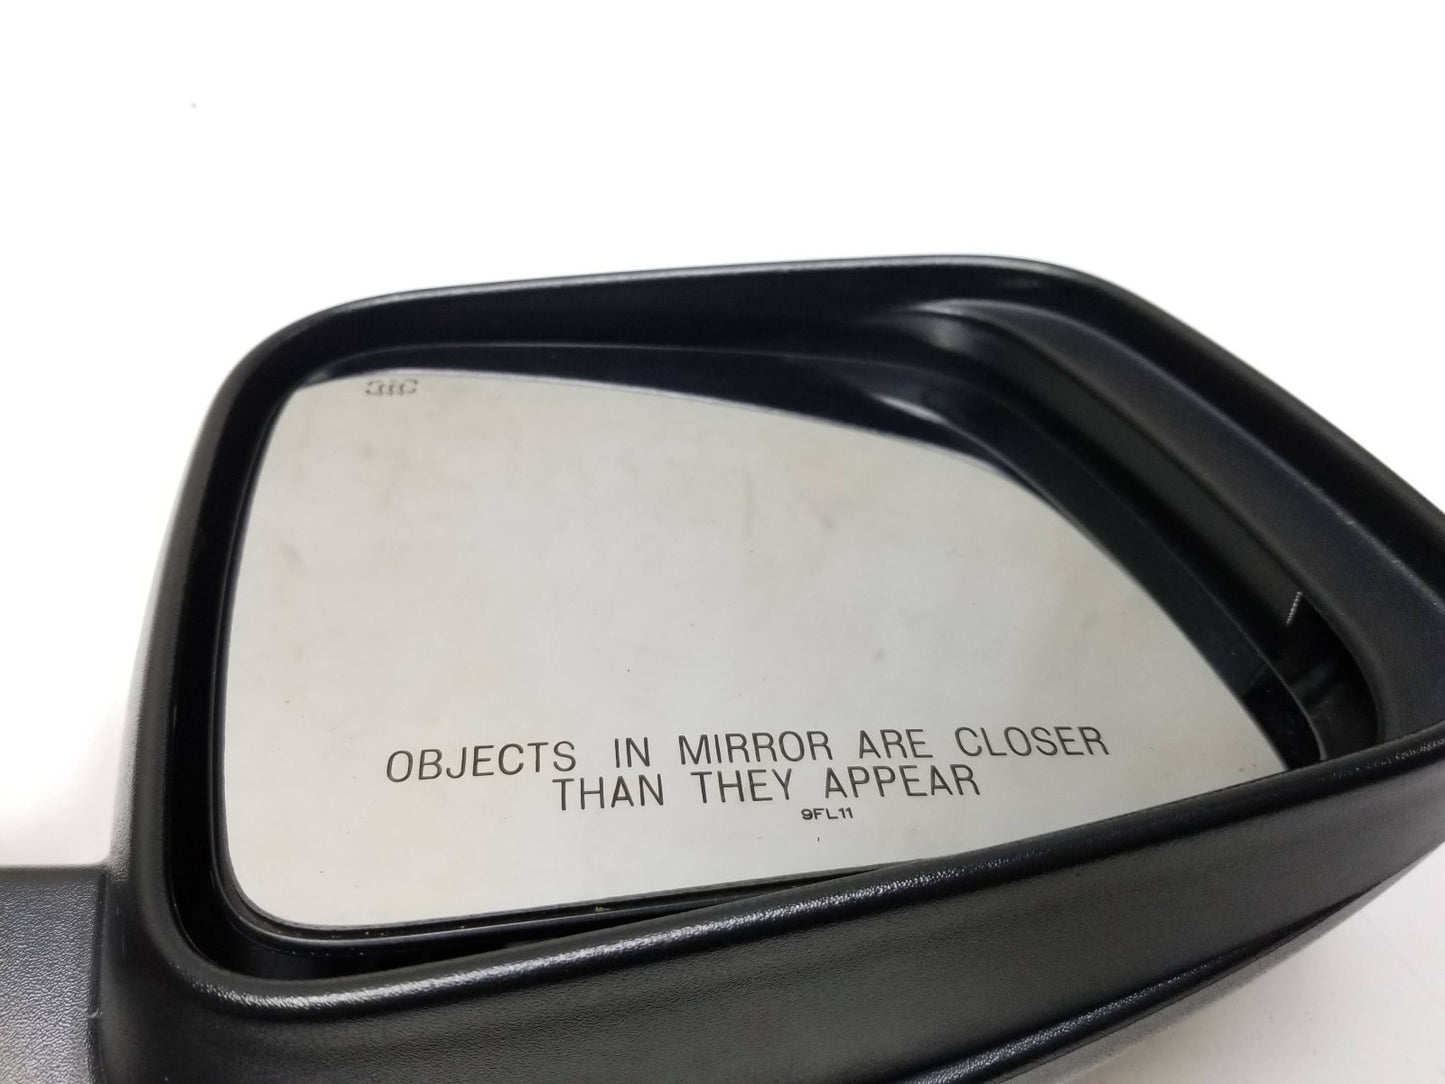 OBJECTS IN MIRROR ARE CLOSER
THAN THEY APPEAR
9FL11